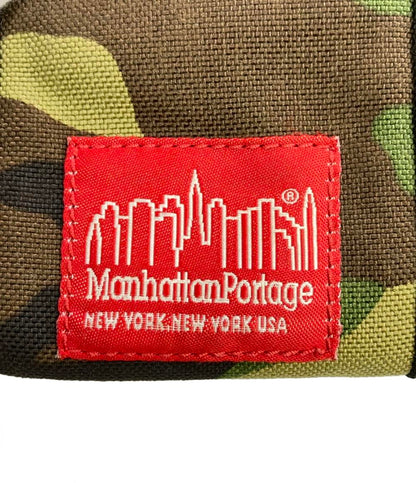 ®
ManhattanPortage
NEW YORK, NEW YORK USA